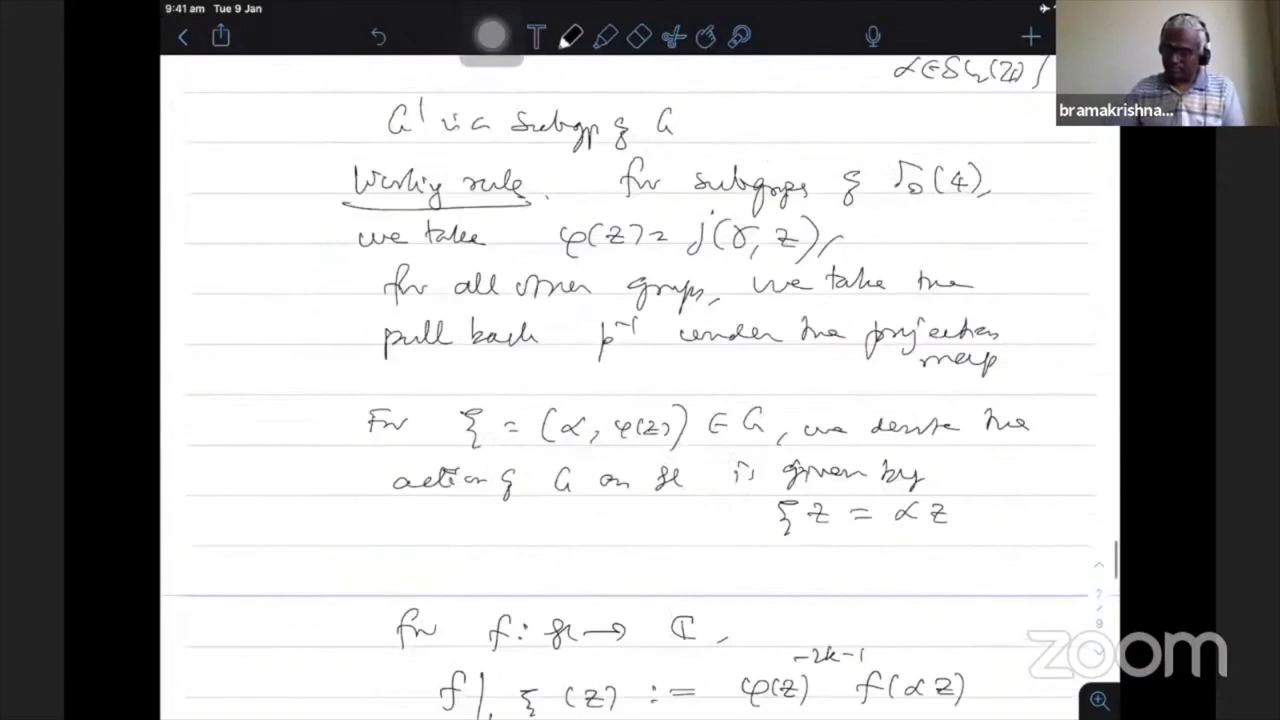 9:41 am Tue 9 Jan
α ∈ SL₂(ℤ)
bramakrishna...
G' is a subgp of G
Working rule. For subgrps of Γ₀(4),
we take φ(z) = j(γ, z),
for all other groups, we take the
pull back p⁻¹ under the projection
map
For ξ = (α, φ(z)) ∈ G, we denote the
action of G on ℋ is given by
ξz = αz
for f: ℋ → ℂ,
f| ξ (z) := φ(z)^{-2k-1} f(αz)
zoom